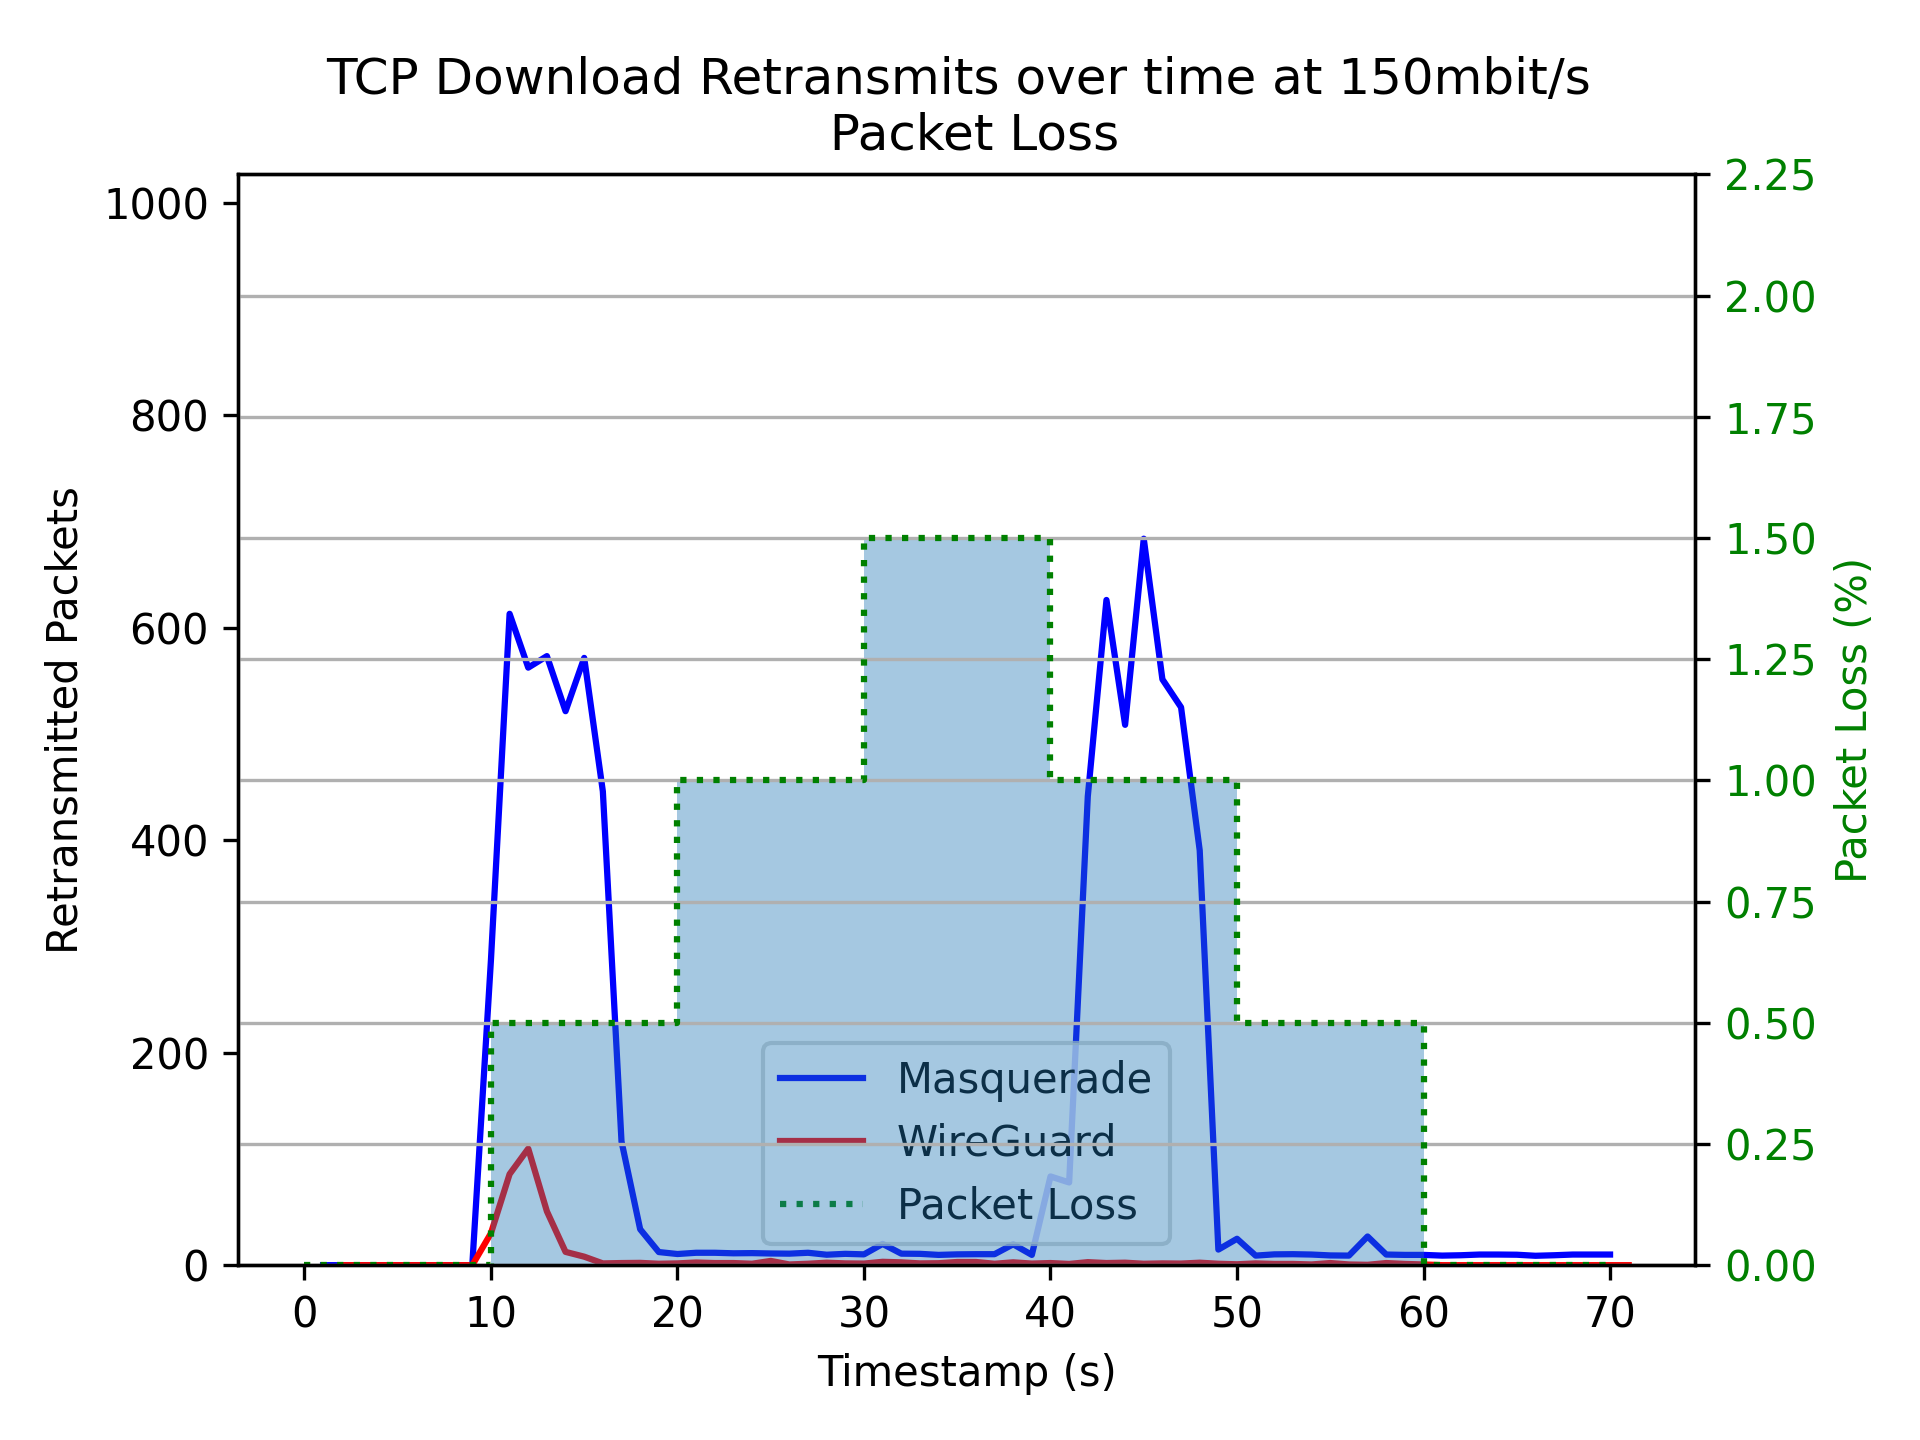 TCP Download Retransmits over time at 150mbit/s
Packet Loss
1000
800
600
400
200
0
Retransmitted Packets
2.25
2.00
1.75
1.50
1.25
1.00
0.75
0.50
0.25
0.00
Packet Loss (%)
Masquerade
WireGuard
Packet Loss
0 10 20 30 40 50 60 70
Timestamp (s)